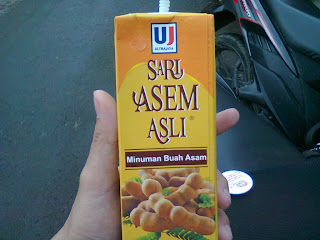 UJ
ULTRAJAYA
SARI
ASEM
ASLI
Minuman Buah Asam